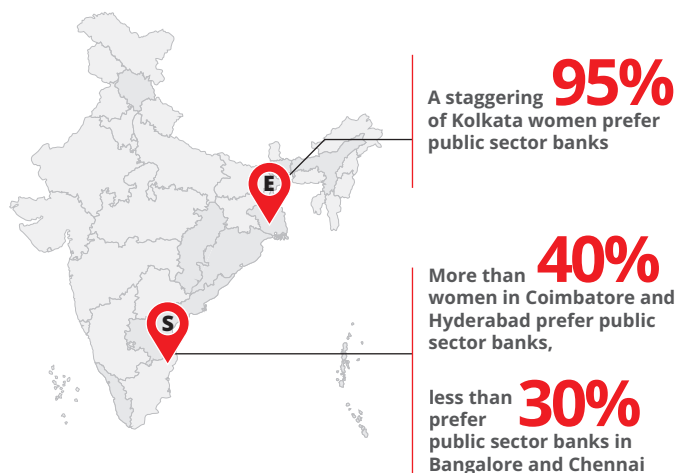 A staggering 95%
of Kolkata women prefer
public sector banks
E
More than 40%
women in Coimbatore and
Hyderabad prefer public
sector banks,
S
less than 30%
prefer
public sector banks in
Bangalore and Chennai